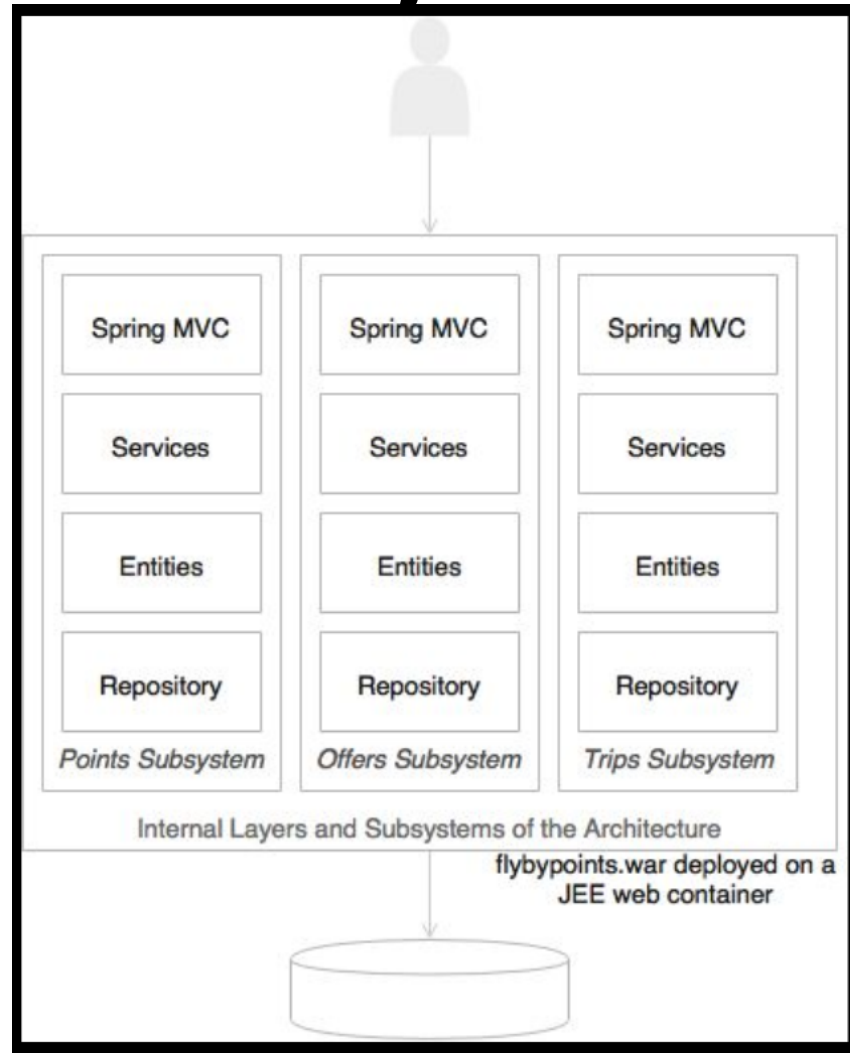 Spring MVC
Services
Entities
Repository
Points Subsystem
Spring MVC
Services
Entities
Repository
Offers Subsystem
Spring MVC
Services
Entities
Repository
Trips Subsystem
Internal Layers and Subsystems of the Architecture
flybypoints.war deployed on a
JEE web container